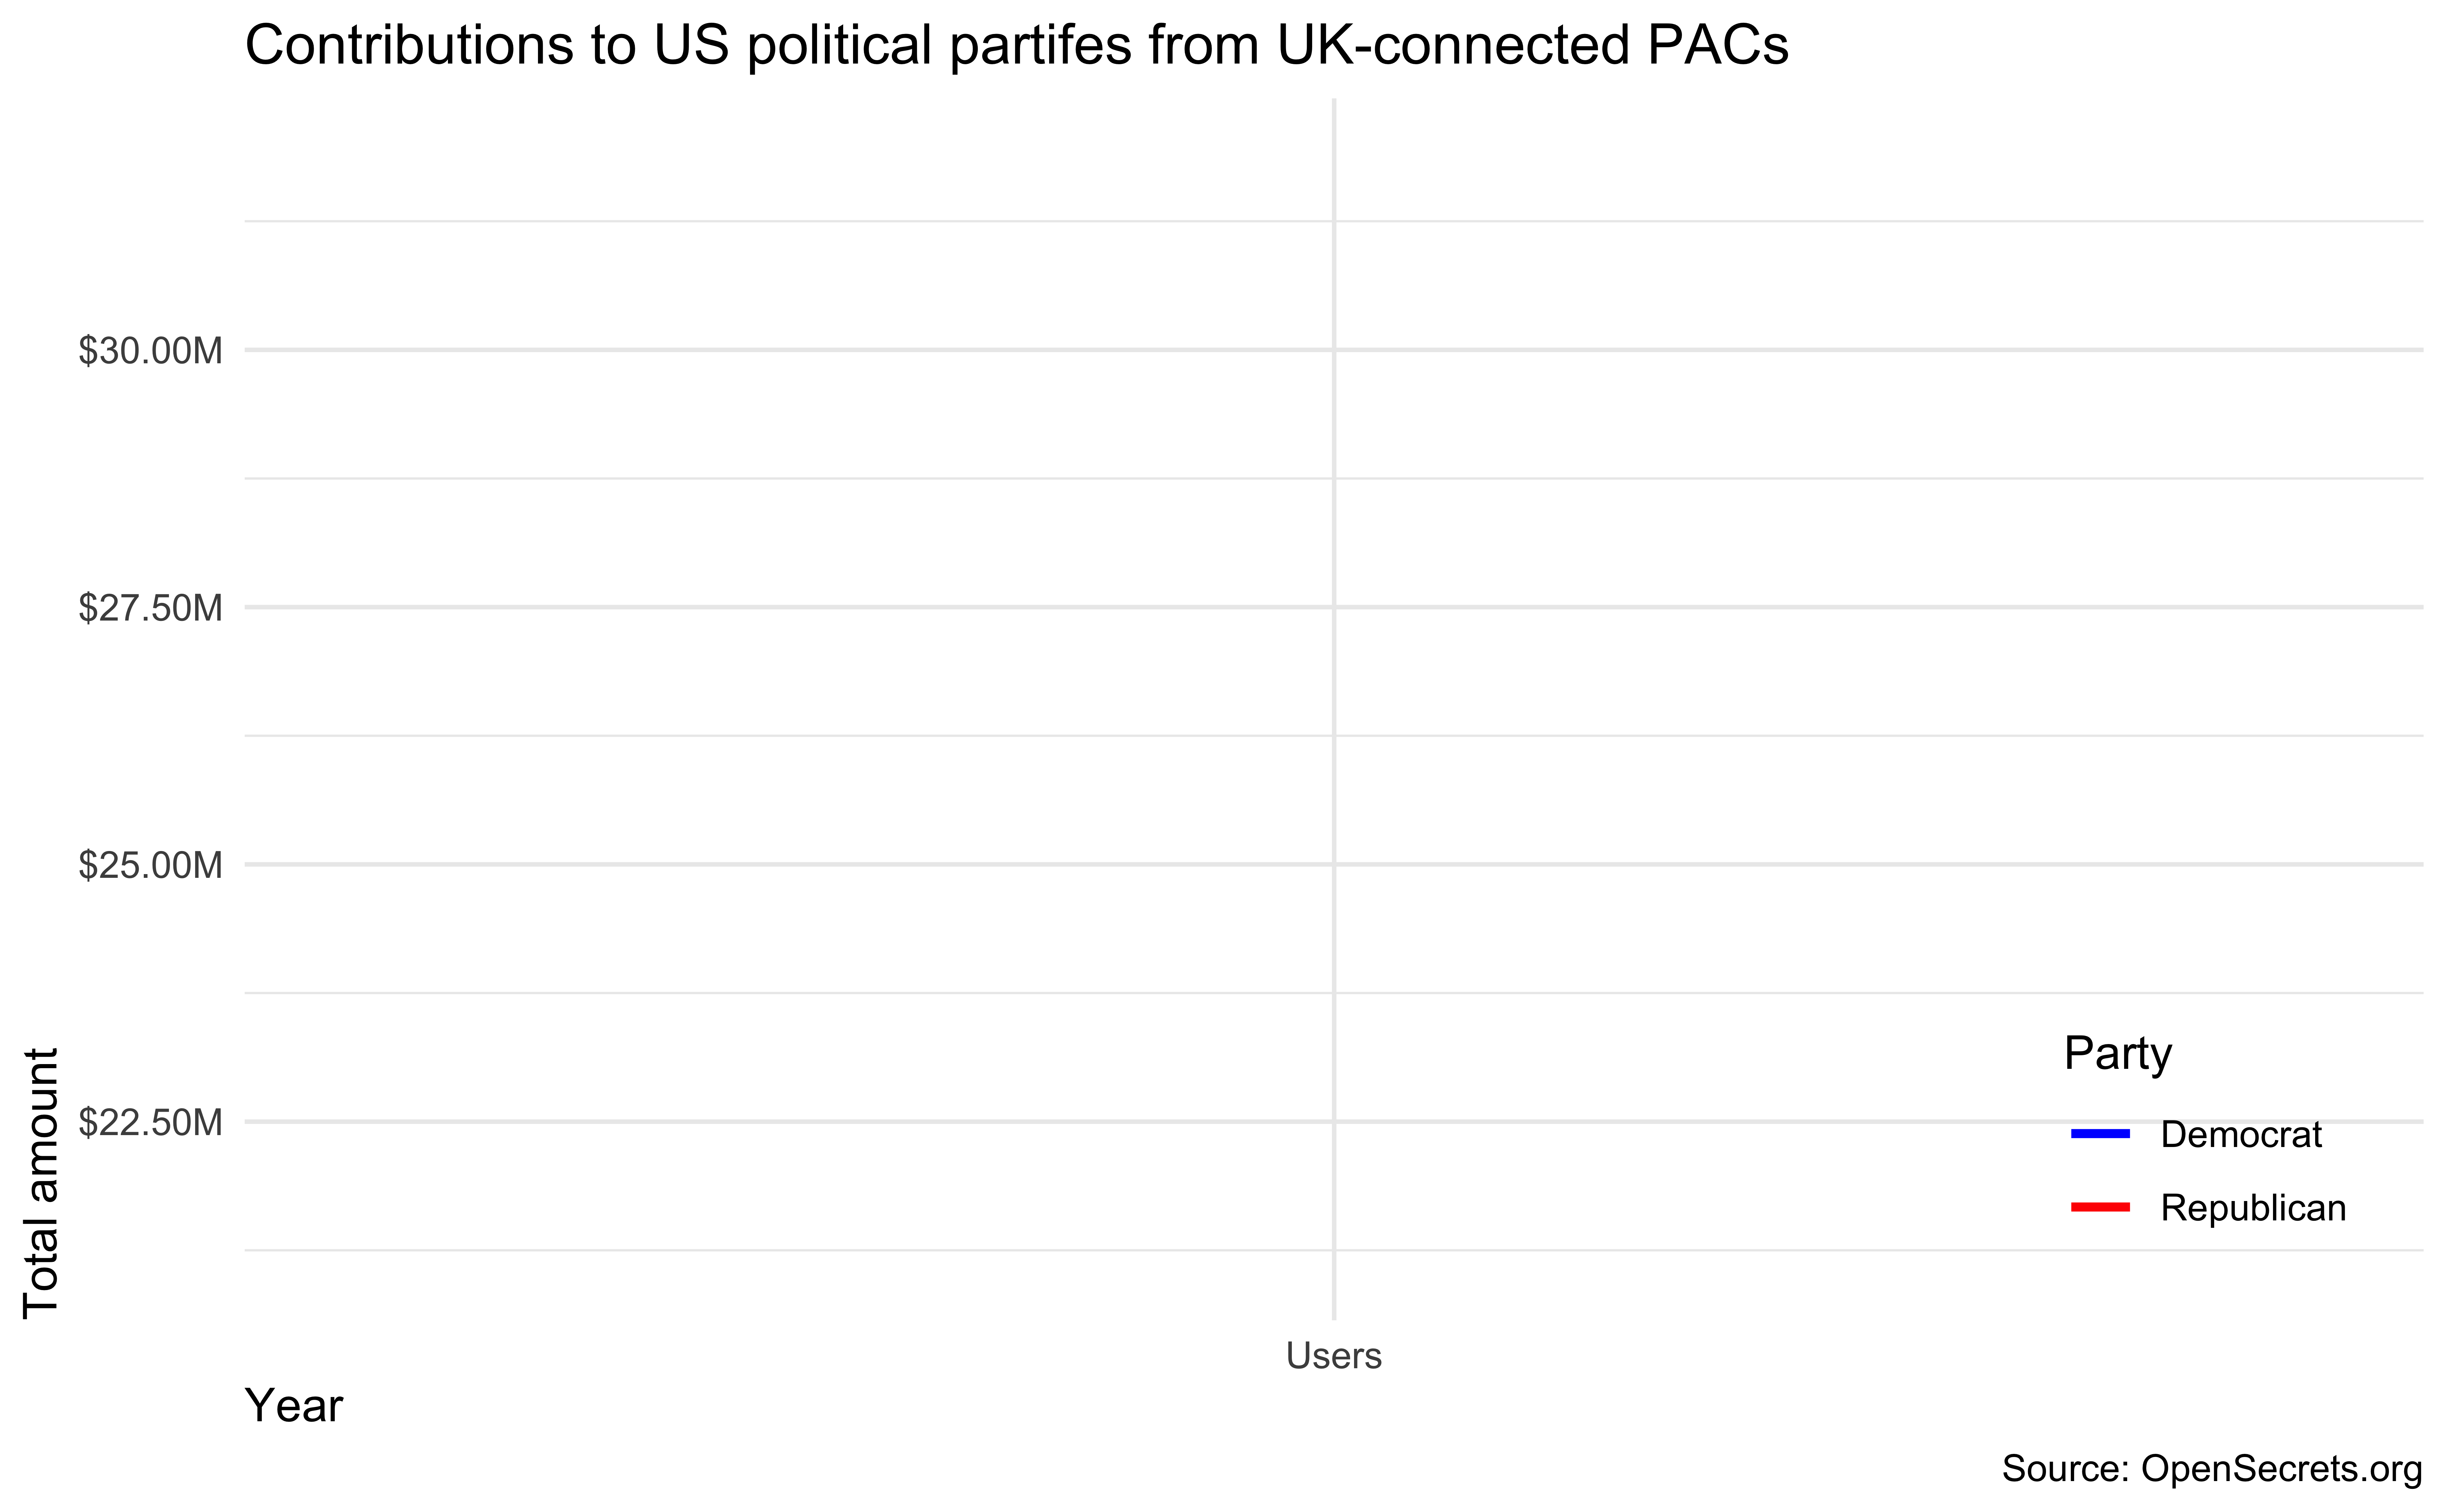 Contributions to US political partifes from UK-connected PACs
$30.00M
$27.50M
$25.00M
$22.50M
Total amount
Party
Democrat
Republican
Users
Year
Source: OpenSecrets.org